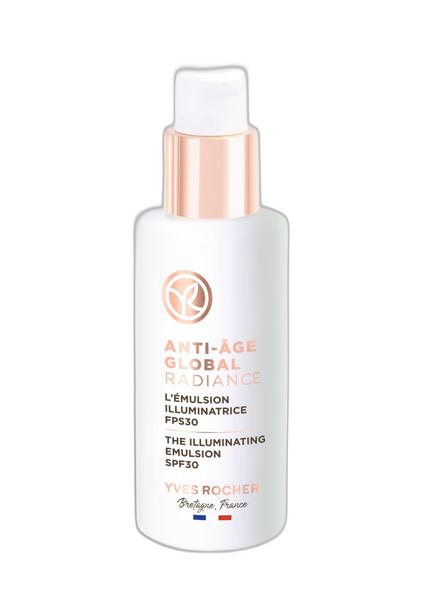 ANTI-ÂGE
GLOBAL
RADIANCE
L'ÉMULSION
ILLUMINATRICE
FPS30
THE ILLUMINATING
EMULSION
SPF30
YVES ROCHER
Bretagne, France